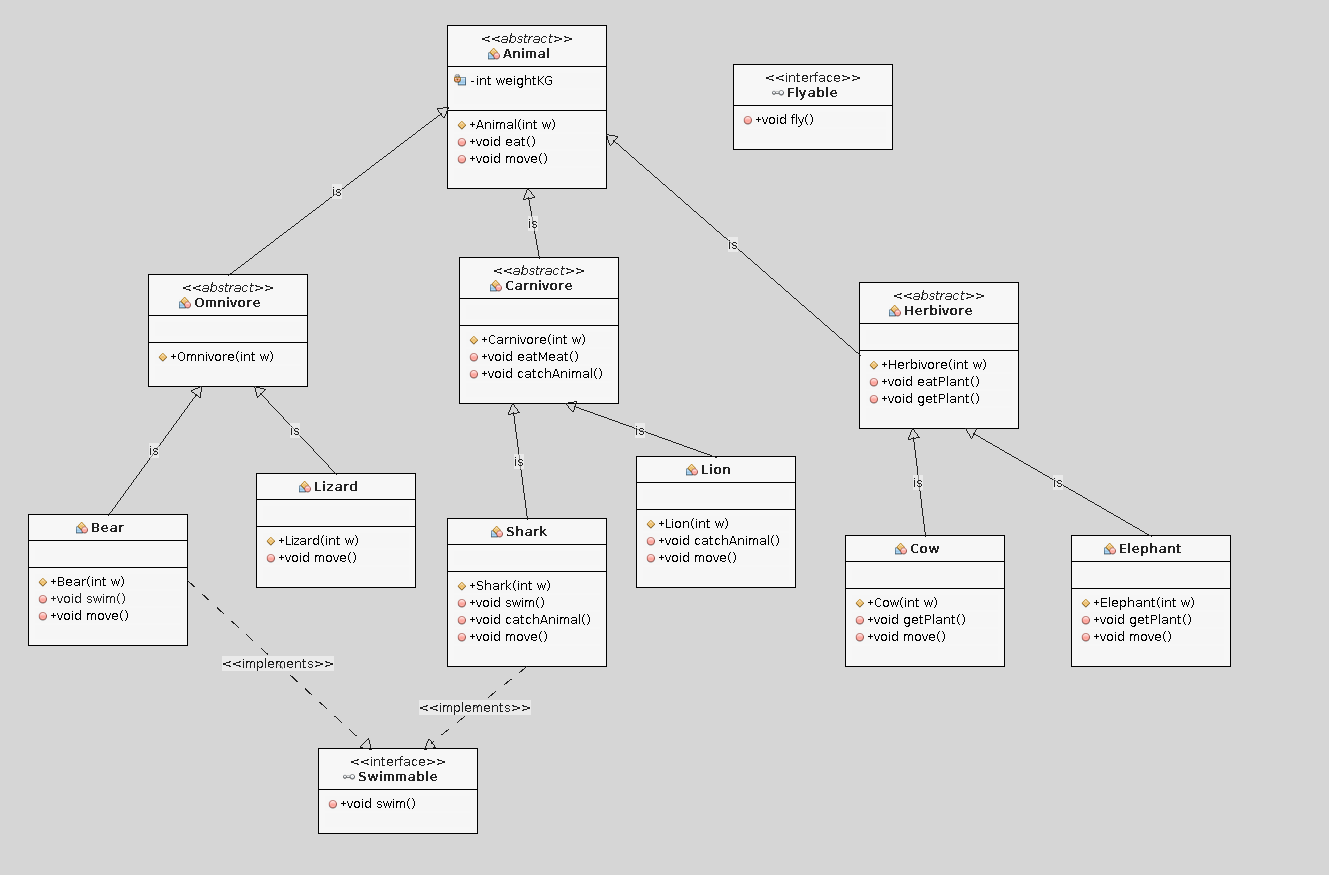 <<abstract>>
Animal
-int weightKG
+Animal(int w)
+void eat()
+void move()
<<interface>>
Flyable
+void fly()
is
is
is
<<abstract>>
Omnivore
+Omnivore(int w)
<<abstract>>
Carnivore
+Carnivore(int w)
+void eatMeat()
+void catchAnimal()
<<abstract>>
Herbivore
+Herbivore(int w)
+void eatPlant()
+void getPlant()
is
is
is
is
is
is
Bear
+Bear(int w)
+void swim()
+void move()
Lizard
+Lizard(int w)
+void move()
Shark
+Shark(int w)
+void swim()
+void catchAnimal()
+void move()
Lion
+Lion(int w)
+void catchAnimal()
+void move()
Cow
+Cow(int w)
+void getPlant()
+void move()
Elephant
+Elephant(int w)
+void getPlant()
+void move()
<<implements>>
<<implements>>
<<interface>>
Swimmable
+void swim()